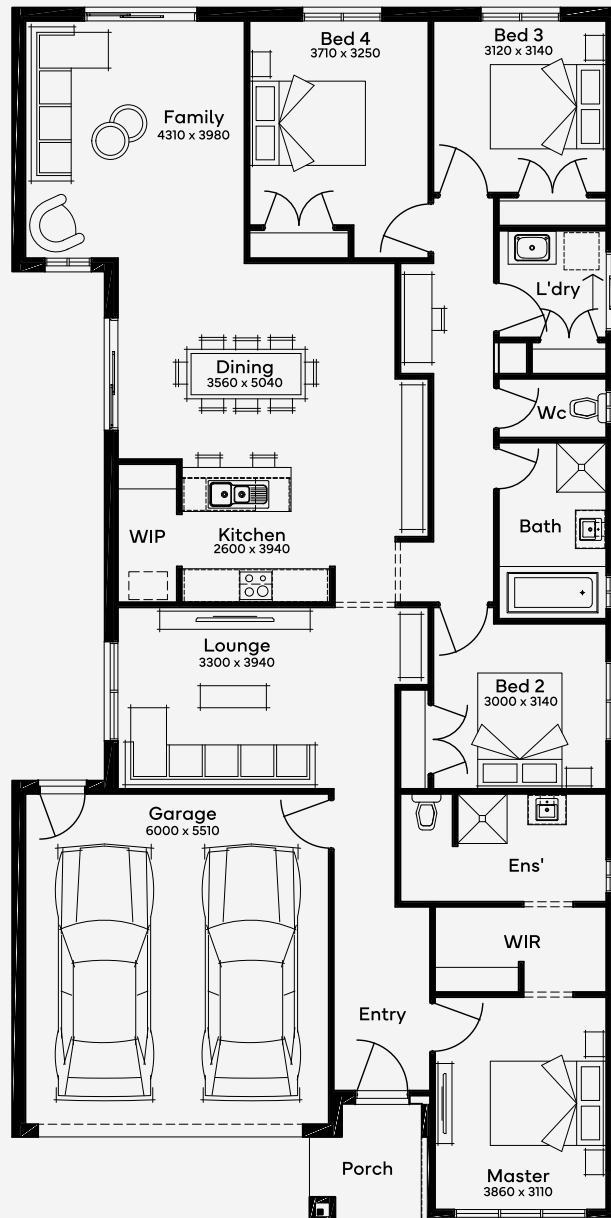 Bed 4
3710 x 3250
Bed 3
3120 x 3140
Family
4310 x 3980
L'dry
Dining
3560 x 5040
Wc
WIP
Kitchen
2600 x 3940
Bath
Lounge
3300 x 3940
Bed 2
3000 x 3140
Garage
6000 x 5510
Ens'
WIR
Entry
Porch
Master
3860 x 3110